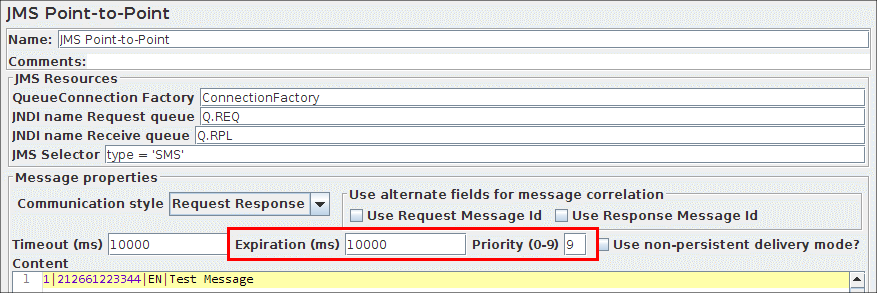 JMS Point-to-Point
Name: JMS Point-to-Point
Comments:
JMS Resources
QueueConnection Factory ConnectionFactory
JNDI name Request queue Q.REQ
JNDI name Receive queue Q.RPL
JMS Selector type = 'SMS'
Message properties
Use alternate fields for message correlation
Communication style Request Response
Use Request Message Id Use Response Message Id
Timeout (ms) 10000 Expiration (ms) 10000 Priority (0-9) 9 Use non-persistent delivery mode?
Content
1 1|212661223344|EN|Test Message